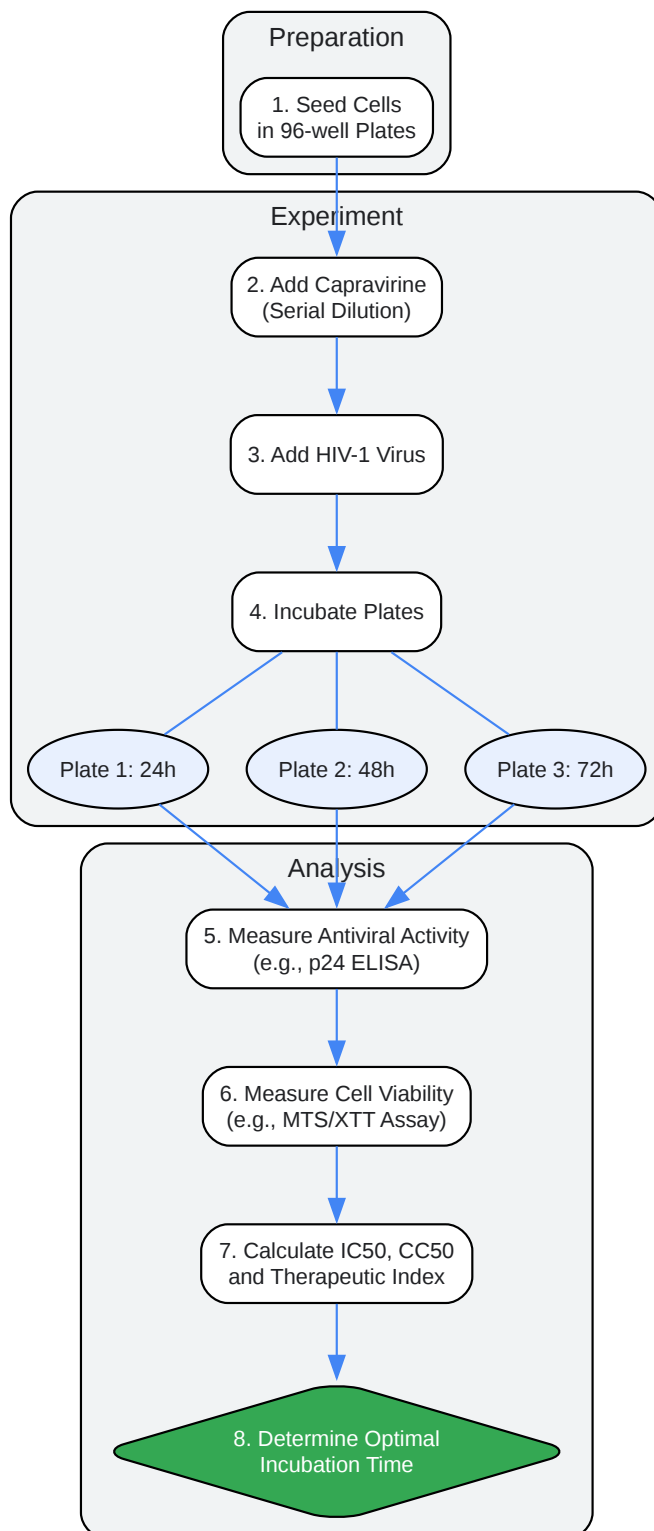 Preparation
1. Seed Cells
in 96-well Plates
Experiment
2. Add Capravirine
(Serial Dilution)
3. Add HIV-1 Virus
4. Incubate Plates
Plate 1: 24h
Plate 2: 48h
Plate 3: 72h
Analysis
5. Measure Antiviral Activity
(e.g., p24 ELISA)
6. Measure Cell Viability
(e.g., MTS/XTT Assay)
7. Calculate IC50, CC50
and Therapeutic Index
8. Determine Optimal
Incubation Time